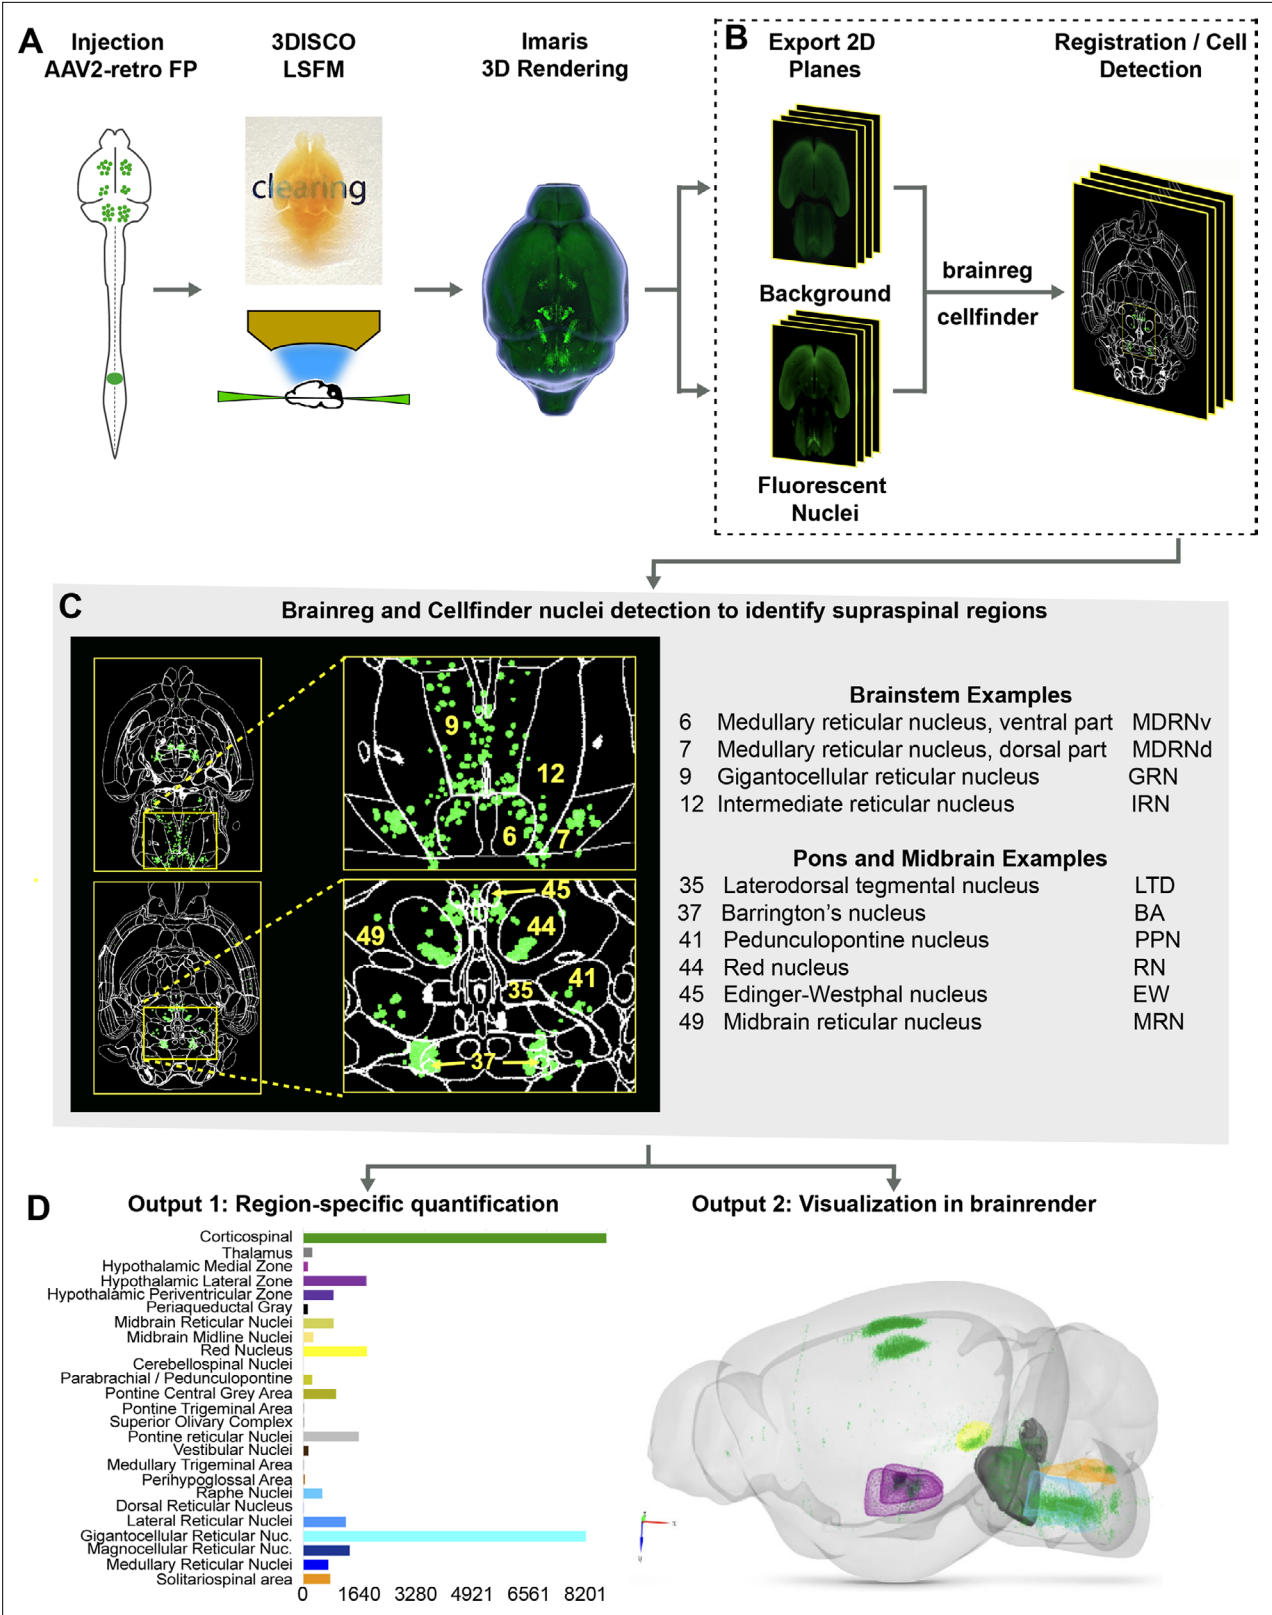 A
Injection
AAV2-retro FP
3DISCO
LSFM
clearing
Imaris
3D Rendering
B
Export 2D
Planes
Registration / Cell
Detection
Background
brainreg
cellfinder
Fluorescent
Nuclei
C
Brainreg and Cellfinder nuclei detection to identify supraspinal regions
9
12
6
7
45
49
44
41
35
37
Brainstem Examples
6 Medullary reticular nucleus, ventral part MDRNv
7 Medullary reticular nucleus, dorsal part MDRNd
9 Gigantocellular reticular nucleus GRN
12 Intermediate reticular nucleus IRN
Pons and Midbrain Examples
35 Laterodorsal tegmental nucleus LTD
37 Barrington's nucleus BA
41 Pedunculopontine nucleus PPN
44 Red nucleus RN
45 Edinger-Westphal nucleus EW
49 Midbrain reticular nucleus MRN
D
Output 1: Region-specific quantification
Corticospinal
Thalamus
Hypothalamic Medial Zone
Hypothalamic Lateral Zone
Hypothalamic Periventricular Zone
Periaqueductal Gray
Midbrain Reticular Nuclei
Midbrain Midline Nuclei
Red Nucleus
Cerebellospinal Nuclei
Parabrachial / Pedunculopontine
Pontine Central Grey Area
Pontine Trigeminal Area
Superior Olivary Complex
Pontine reticular Nuclei
Vestibular Nuclei
Medullary Trigeminal Area
Perihypoglossal Area
Raphe Nuclei
Dorsal Reticular Nucleus
Lateral Reticular Nuclei
Gigantocellular Reticular Nuc.
Magnocellular Reticular Nuc.
Medullary Reticular Nuclei
Solitariospinal area
0 1640 3280 4921 6561 8201
Output 2: Visualization in brainrender